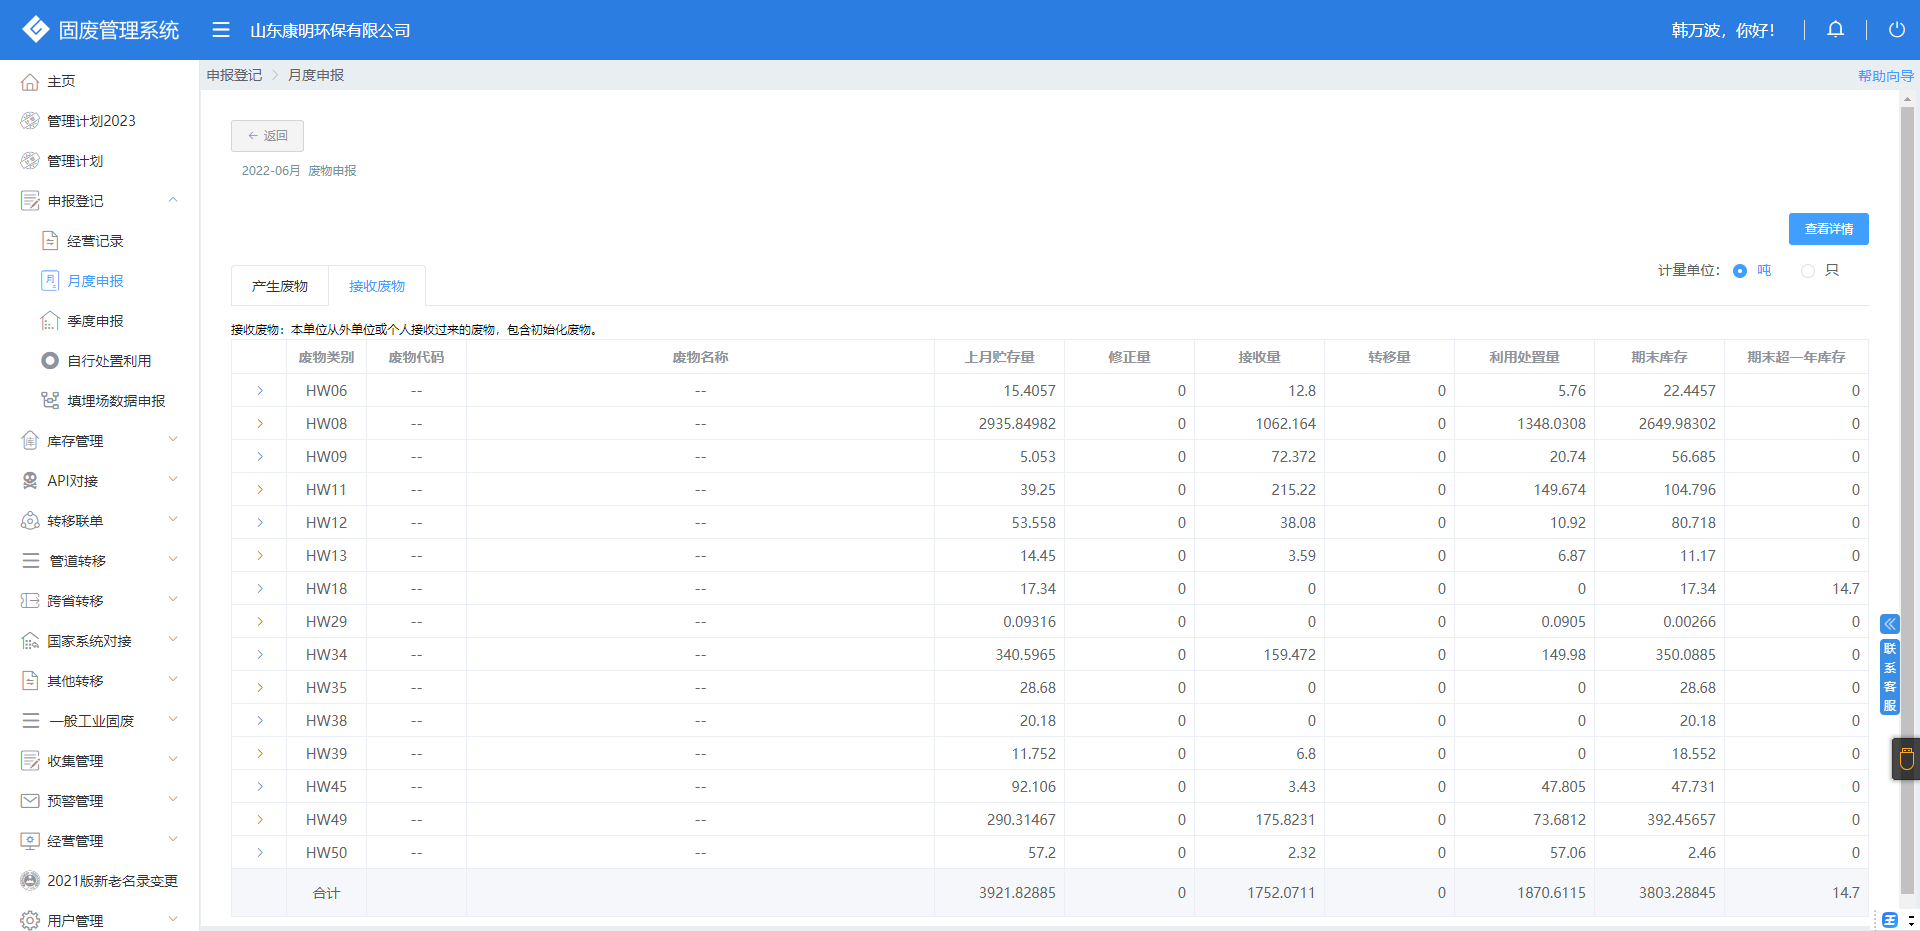 固废管理系统 山东康明环保有限公司 韩万波，你好！
申报登记 月度申报 帮助向导
主页
管理计划2023
管理计划
申报登记
经营记录
月度申报
季度申报
自行处置利用
填埋场数据申报
库存管理
API对接
转移联单
管道转移
跨省转移
国家系统对接
其他转移
一般工业固废
收集管理
预警管理
经营管理
2021版新老名录变更
用户管理
← 返回
2022-06月 废物申报
查看详情
计量单位： 吨 只
产生废物 接收废物
接收废物：本单位从外单位或个人接收过来的废物，包含初始化废物。
废物类别 废物代码 废物名称 上月贮存量 修正量 接收量 转移量 利用处置量 期末库存 期末超一年库存
HW06 -- -- 15.4057 0 12.8 0 5.76 22.4457 0
HW08 -- -- 2935.84982 0 1062.164 0 1348.0308 2649.98302 0
HW09 -- -- 5.053 0 72.372 0 20.74 56.685 0
HW11 -- -- 39.25 0 215.22 0 149.674 104.796 0
HW12 -- -- 53.558 0 38.08 0 10.92 80.718 0
HW13 -- -- 14.45 0 3.59 0 6.87 11.17 0
HW18 -- -- 17.34 0 0 0 0 17.34 14.7
HW29 -- -- 0.09316 0 0 0 0.0905 0.00266 0
HW34 -- -- 340.5965 0 159.472 0 149.98 350.0885 0
HW35 -- -- 28.68 0 0 0 0 28.68 0
HW38 -- -- 20.18 0 0 0 0 20.18 0
HW39 -- -- 11.752 0 6.8 0 0 18.552 0
HW45 -- -- 92.106 0 3.43 0 47.805 47.731 0
HW49 -- -- 290.31467 0 175.8231 0 73.6812 392.45657 0
HW50 -- -- 57.2 0 2.32 0 57.06 2.46 0
合计 3921.82885 0 1752.0711 0 1870.6115 3803.28845 14.7
联系客服